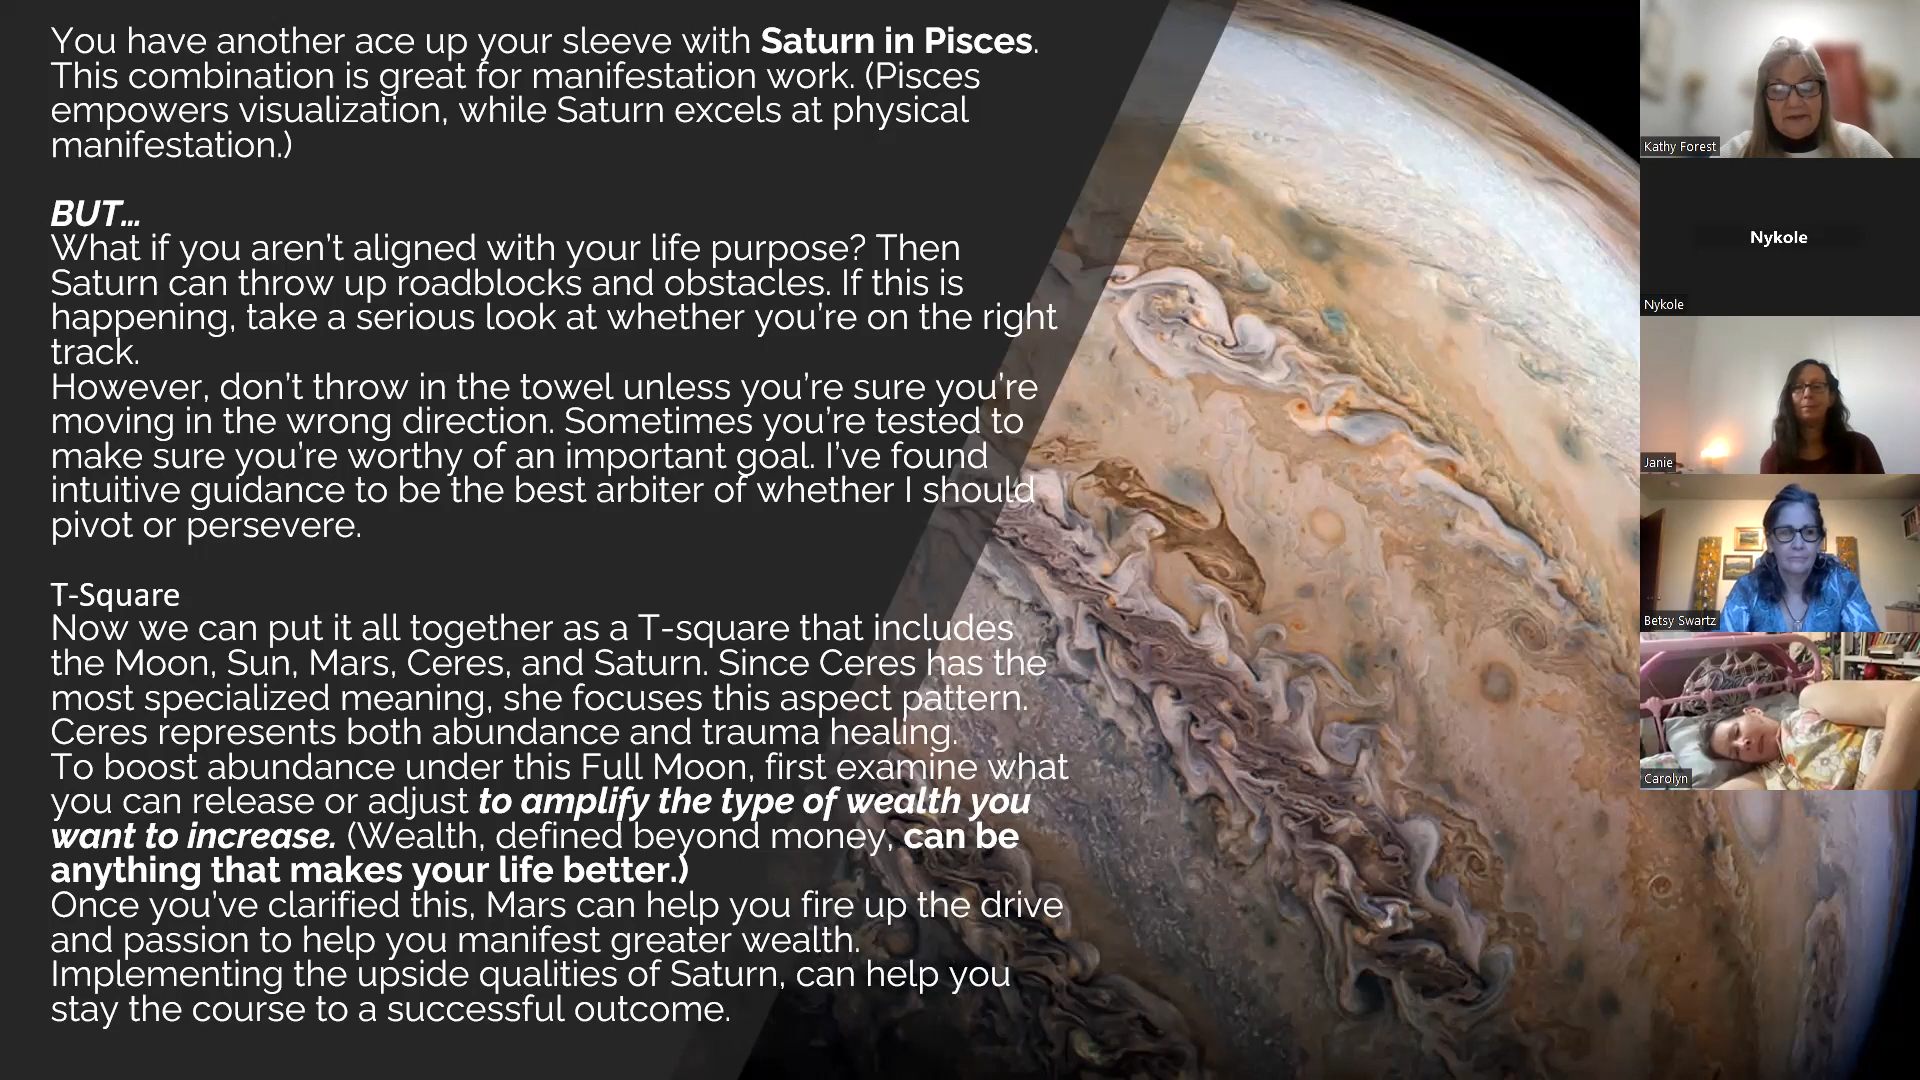 You have another ace up your sleeve with Saturn in Pisces.
This combination is great for manifestation work. (Pisces
empowers visualization, while Saturn excels at physical
manifestation.)
BUT...
What if you aren't aligned with your life purpose? Then
Saturn can throw up roadblocks and obstacles. If this is
happening, take a serious look at whether you're on the right
track.
However, don't throw in the towel unless you're sure you're
moving in the wrong direction. Sometimes you're tested to
make sure you're worthy of an important goal. I've found
intuitive guidance to be the best arbiter of whether I should
pivot or persevere.
T-Square
Now we can put it all together as a T-square that includes
the Moon, Sun, Mars, Ceres, and Saturn. Since Ceres has the
most specialized meaning, she focuses this aspect pattern.
Ceres represents both abundance and trauma healing.
To boost abundance under this Full Moon, first examine what
you can release or adjust to amplify the type of wealth you
want to increase. (Wealth, defined beyond money, can be
anything that makes your life better.)
Once you've clarified this, Mars can help you fire up the drive
and passion to help you manifest greater wealth.
Implementing the upside qualities of Saturn, can help you
stay the course to a successful outcome.
Kathy Forest
Nykole
Nykole
Janie
Betsy Swartz
Carolyn